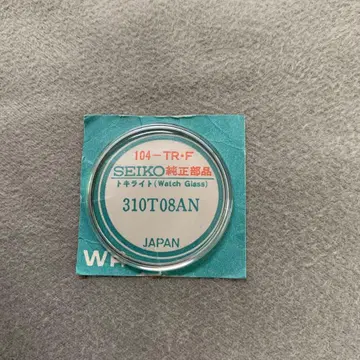 104-TR·F
SEIKO 純正部品
トキライト(Watch Glass)
310T08AN
JAPAN